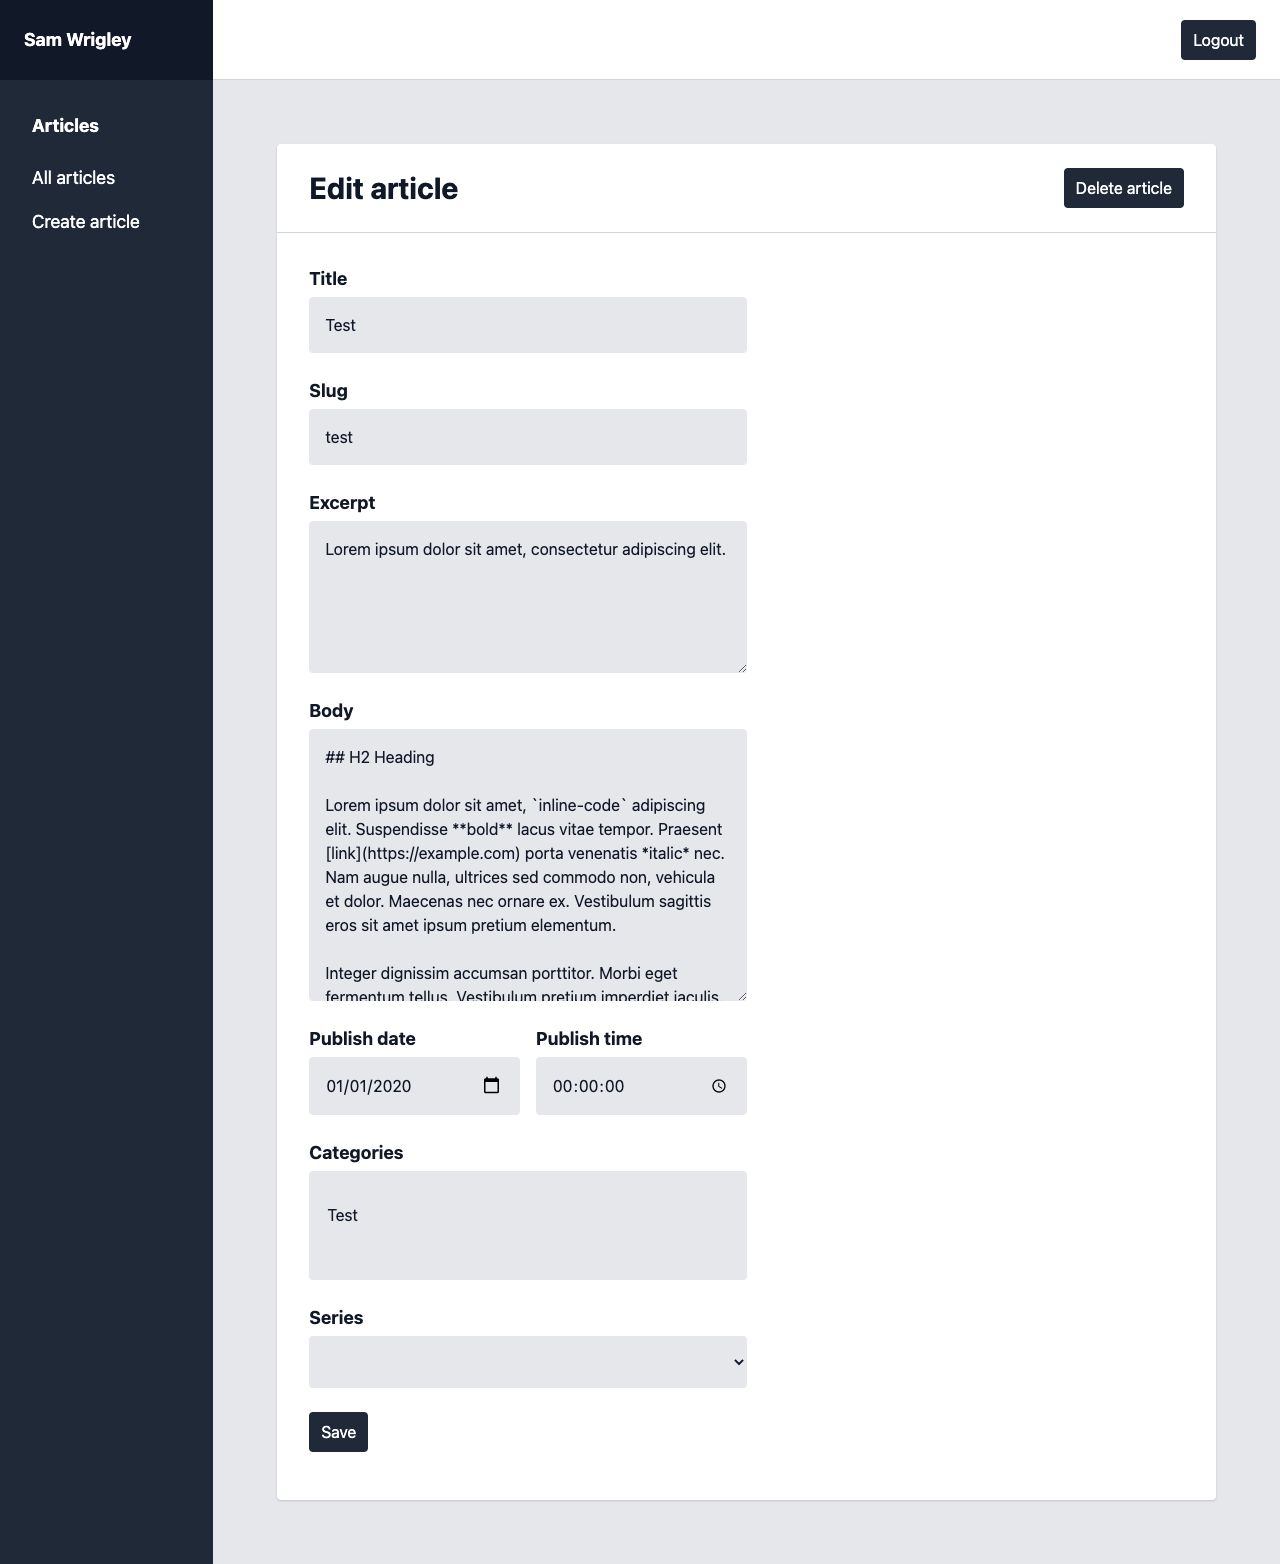 Sam Wrigley
Logout
Articles
All articles
Create article
Edit article
Delete article
Title
Test
Slug
test
Excerpt
Lorem ipsum dolor sit amet, consectetur adipiscing elit.
Body
## H2 Heading
Lorem ipsum dolor sit amet, `inline-code` adipiscing
elit. Suspendisse **bold** lacus vitae tempor. Praesent
[link](https://example.com) porta venenatis *italic* nec.
Nam augue nulla, ultrices sed commodo non, vehicula
et dolor. Maecenas nec ornare ex. Vestibulum sagittis
eros sit amet ipsum pretium elementum.
Integer dignissim accumsan porttitor. Morbi eget
fermentum tellus. Vestibulum pretium imperdiet iaculis.
Publish date
Publish time
01/01/2020
00:00:00
Categories
Test
Series
Save